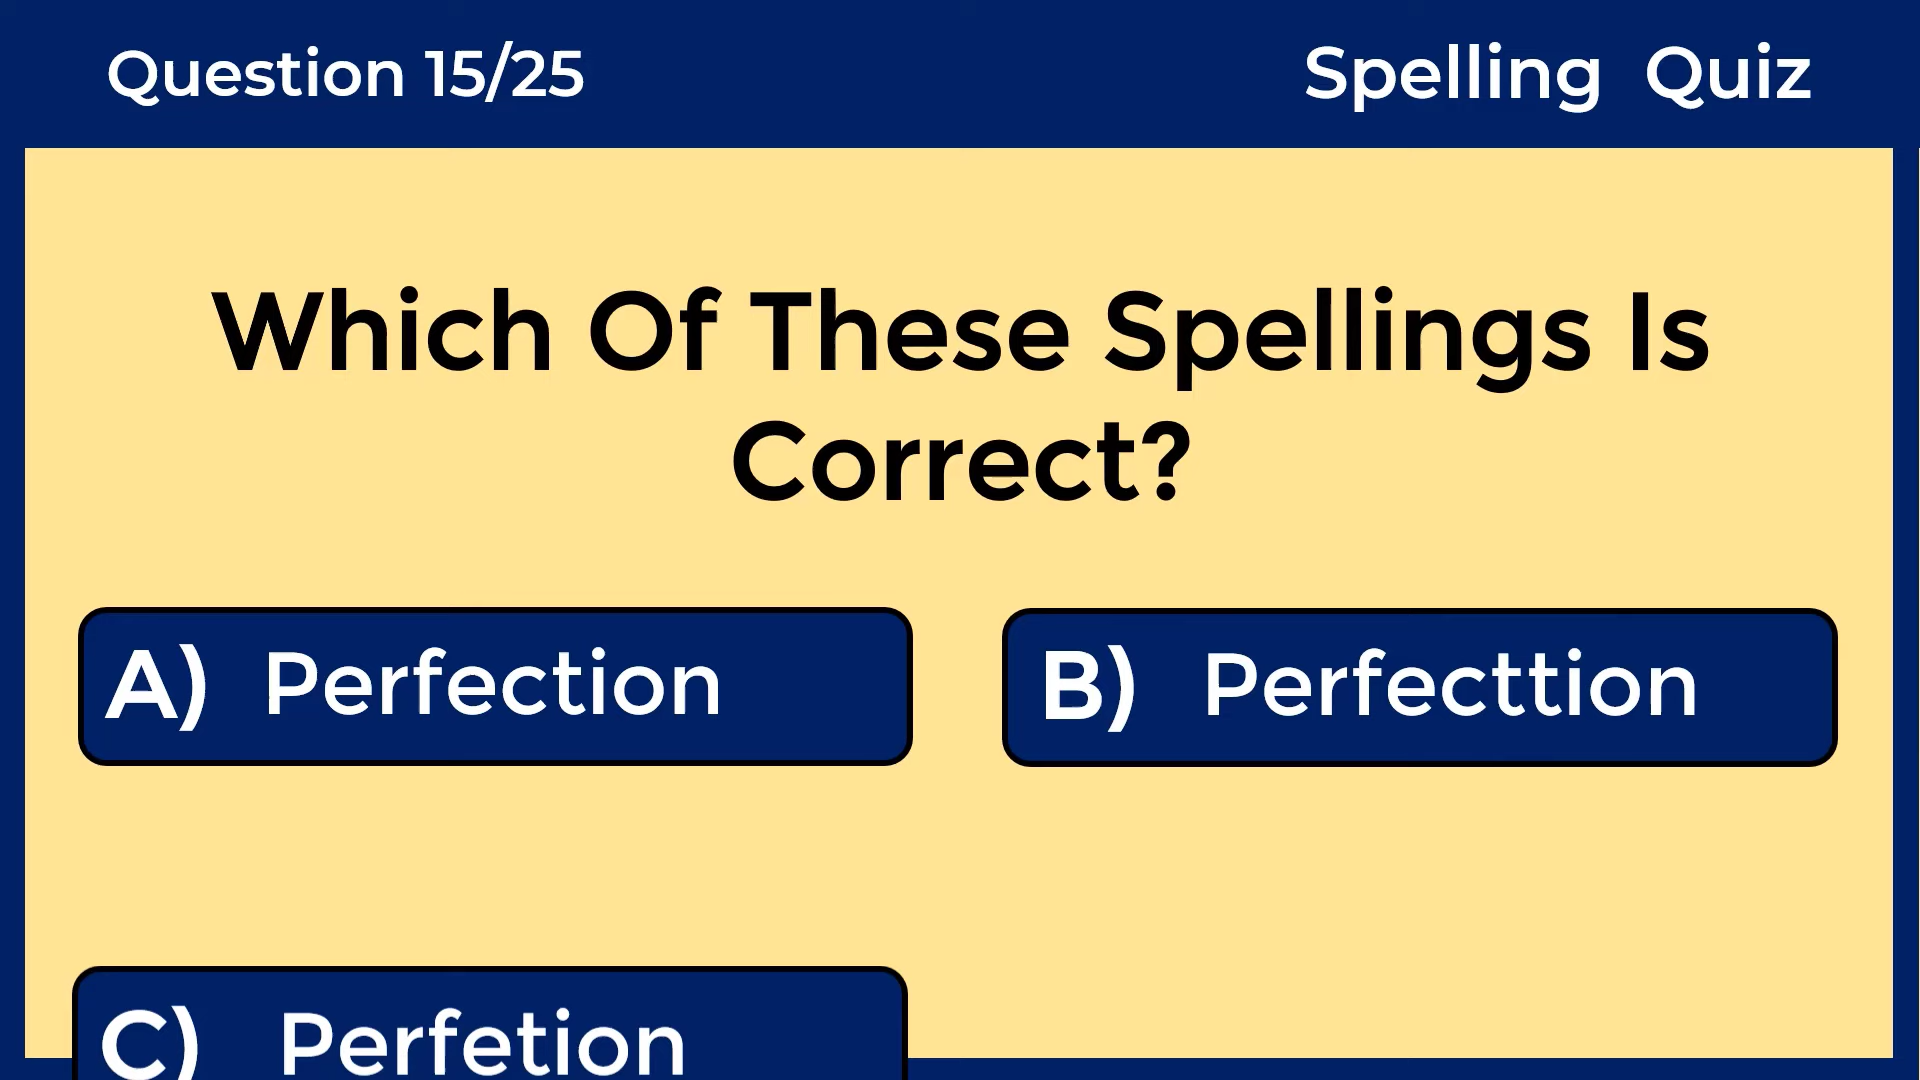 Question 15/25
Spelling Quiz
Which Of These Spellings Is
Correct?
A) Perfection
B) Perfecttion
C) Perfetion